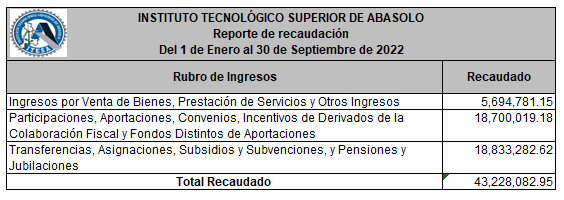 INSTITUTO TECNOLÓGICO SUPERIOR DE ABASOLO
Reporte de recaudación
Del 1 de Enero al 30 de Septiembre de 2022
ITESA
Rubro de Ingresos Recaudado
Ingresos por Venta de Bienes, Prestación de Servicios y Otros Ingresos 5,694,781.15
Participaciones, Aportaciones, Convenios, Incentivos de Derivados de la 18,700,019.18
Colaboración Fiscal y Fondos Distintos de Aportaciones
Transferencias, Asignaciones, Subsidios y Subvenciones, y Pensiones y 18,833,282.62
Jubilaciones
Total Recaudado 43,228,082.95